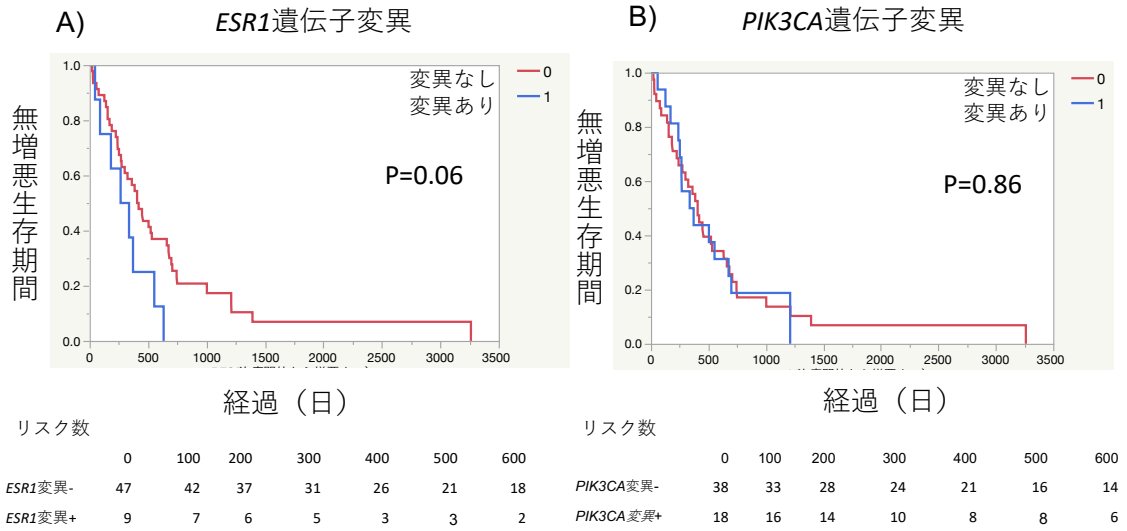 A)
ESR1遺伝子変異
無増悪生存期間
1.0
0.8
0.6
0.4
0.2
0.0
変異なし
変異あり
0
1
P=0.06
0 500 1000 1500 2000 2500 3000 3500
経過（日）
リスク数
0 100 200 300 400 500 600
ESR1変異- 47 42 37 31 26 21 18
ESR1変異+ 9 7 6 5 3 3 2
B)
PIK3CA遺伝子変異
無増悪生存期間
1.0
0.8
0.6
0.4
0.2
0.0
変異なし
変異あり
0
1
P=0.86
0 500 1000 1500 2000 2500 3000 3500
経過（日）
リスク数
0 100 200 300 400 500 600
PIK3CA変異- 38 33 28 24 21 16 14
PIK3CA変異+ 18 16 14 10 8 8 6